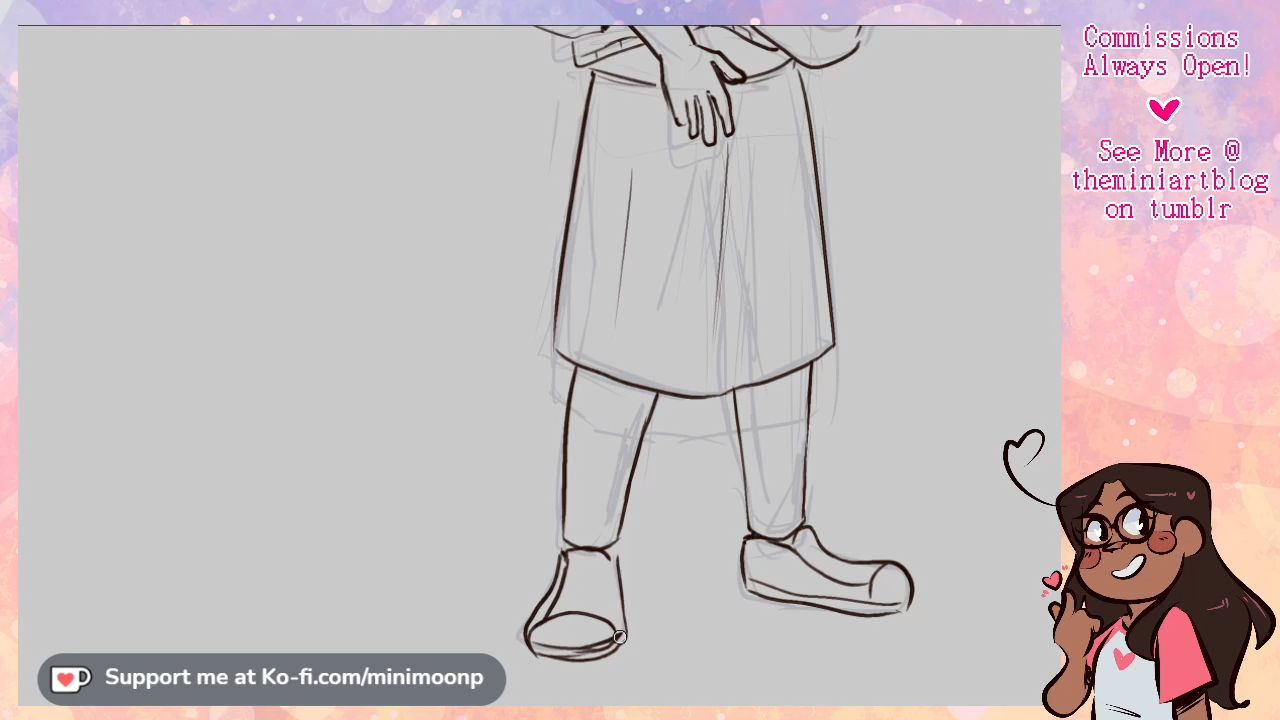 Commissions
Always Open!
See More @
theminiartblog
on tumblr
Support me at Ko-fi.com/minimoonp